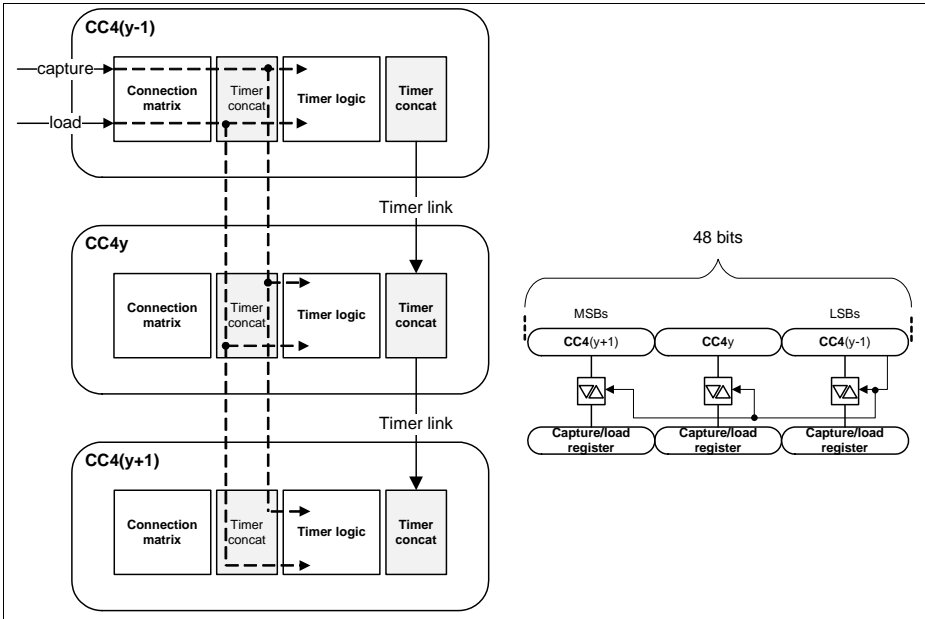 CC4(y-1)
capture
load
Connection
matrix
Timer
concat
Timer logic
Timer
concat
Timer link
CC4y
Connection
matrix
Timer
concat
Timer logic
Timer
concat
Timer link
CC4(y+1)
Connection
matrix
Timer
concat
Timer logic
Timer
concat
48 bits
MSBs
LSBs
CC4(y+1)
CC4y
CC4(y-1)
Capture/load
register
Capture/load
register
Capture/load
register